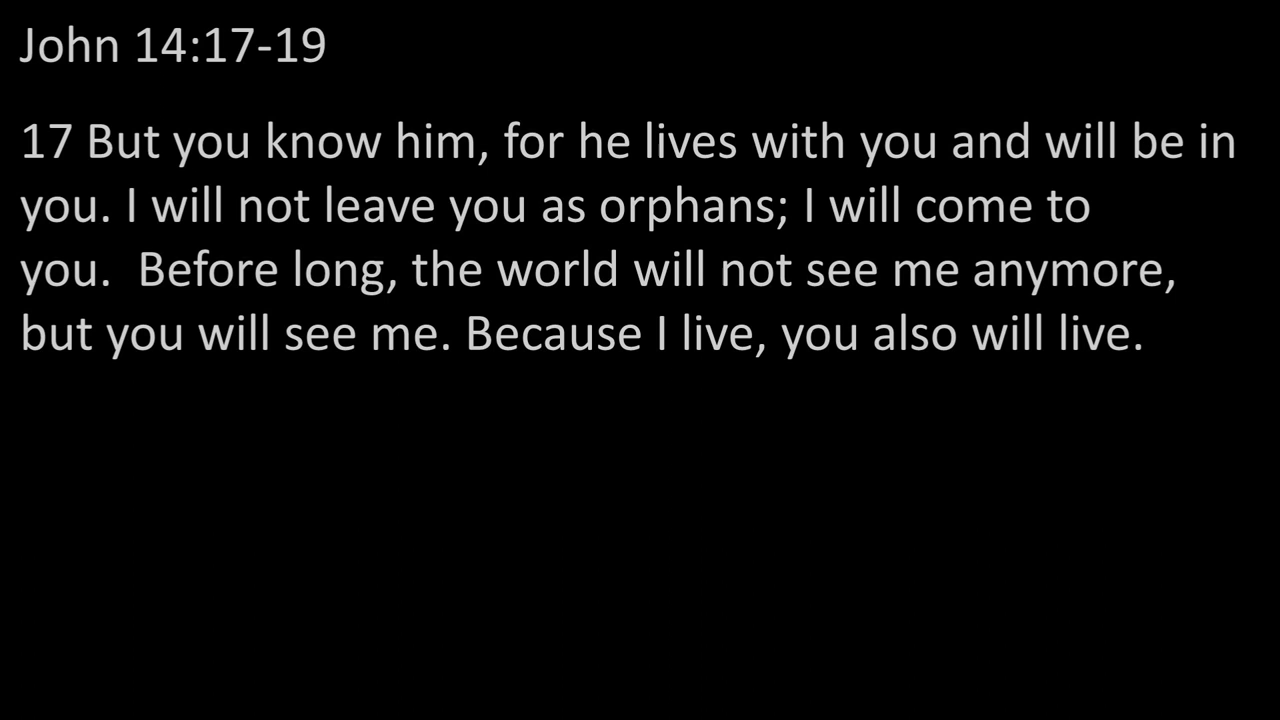 John 14:17-19
17 But you know him, for he lives with you and will be in
you. I will not leave you as orphans; I will come to
you.  Before long, the world will not see me anymore,
but you will see me. Because I live, you also will live.